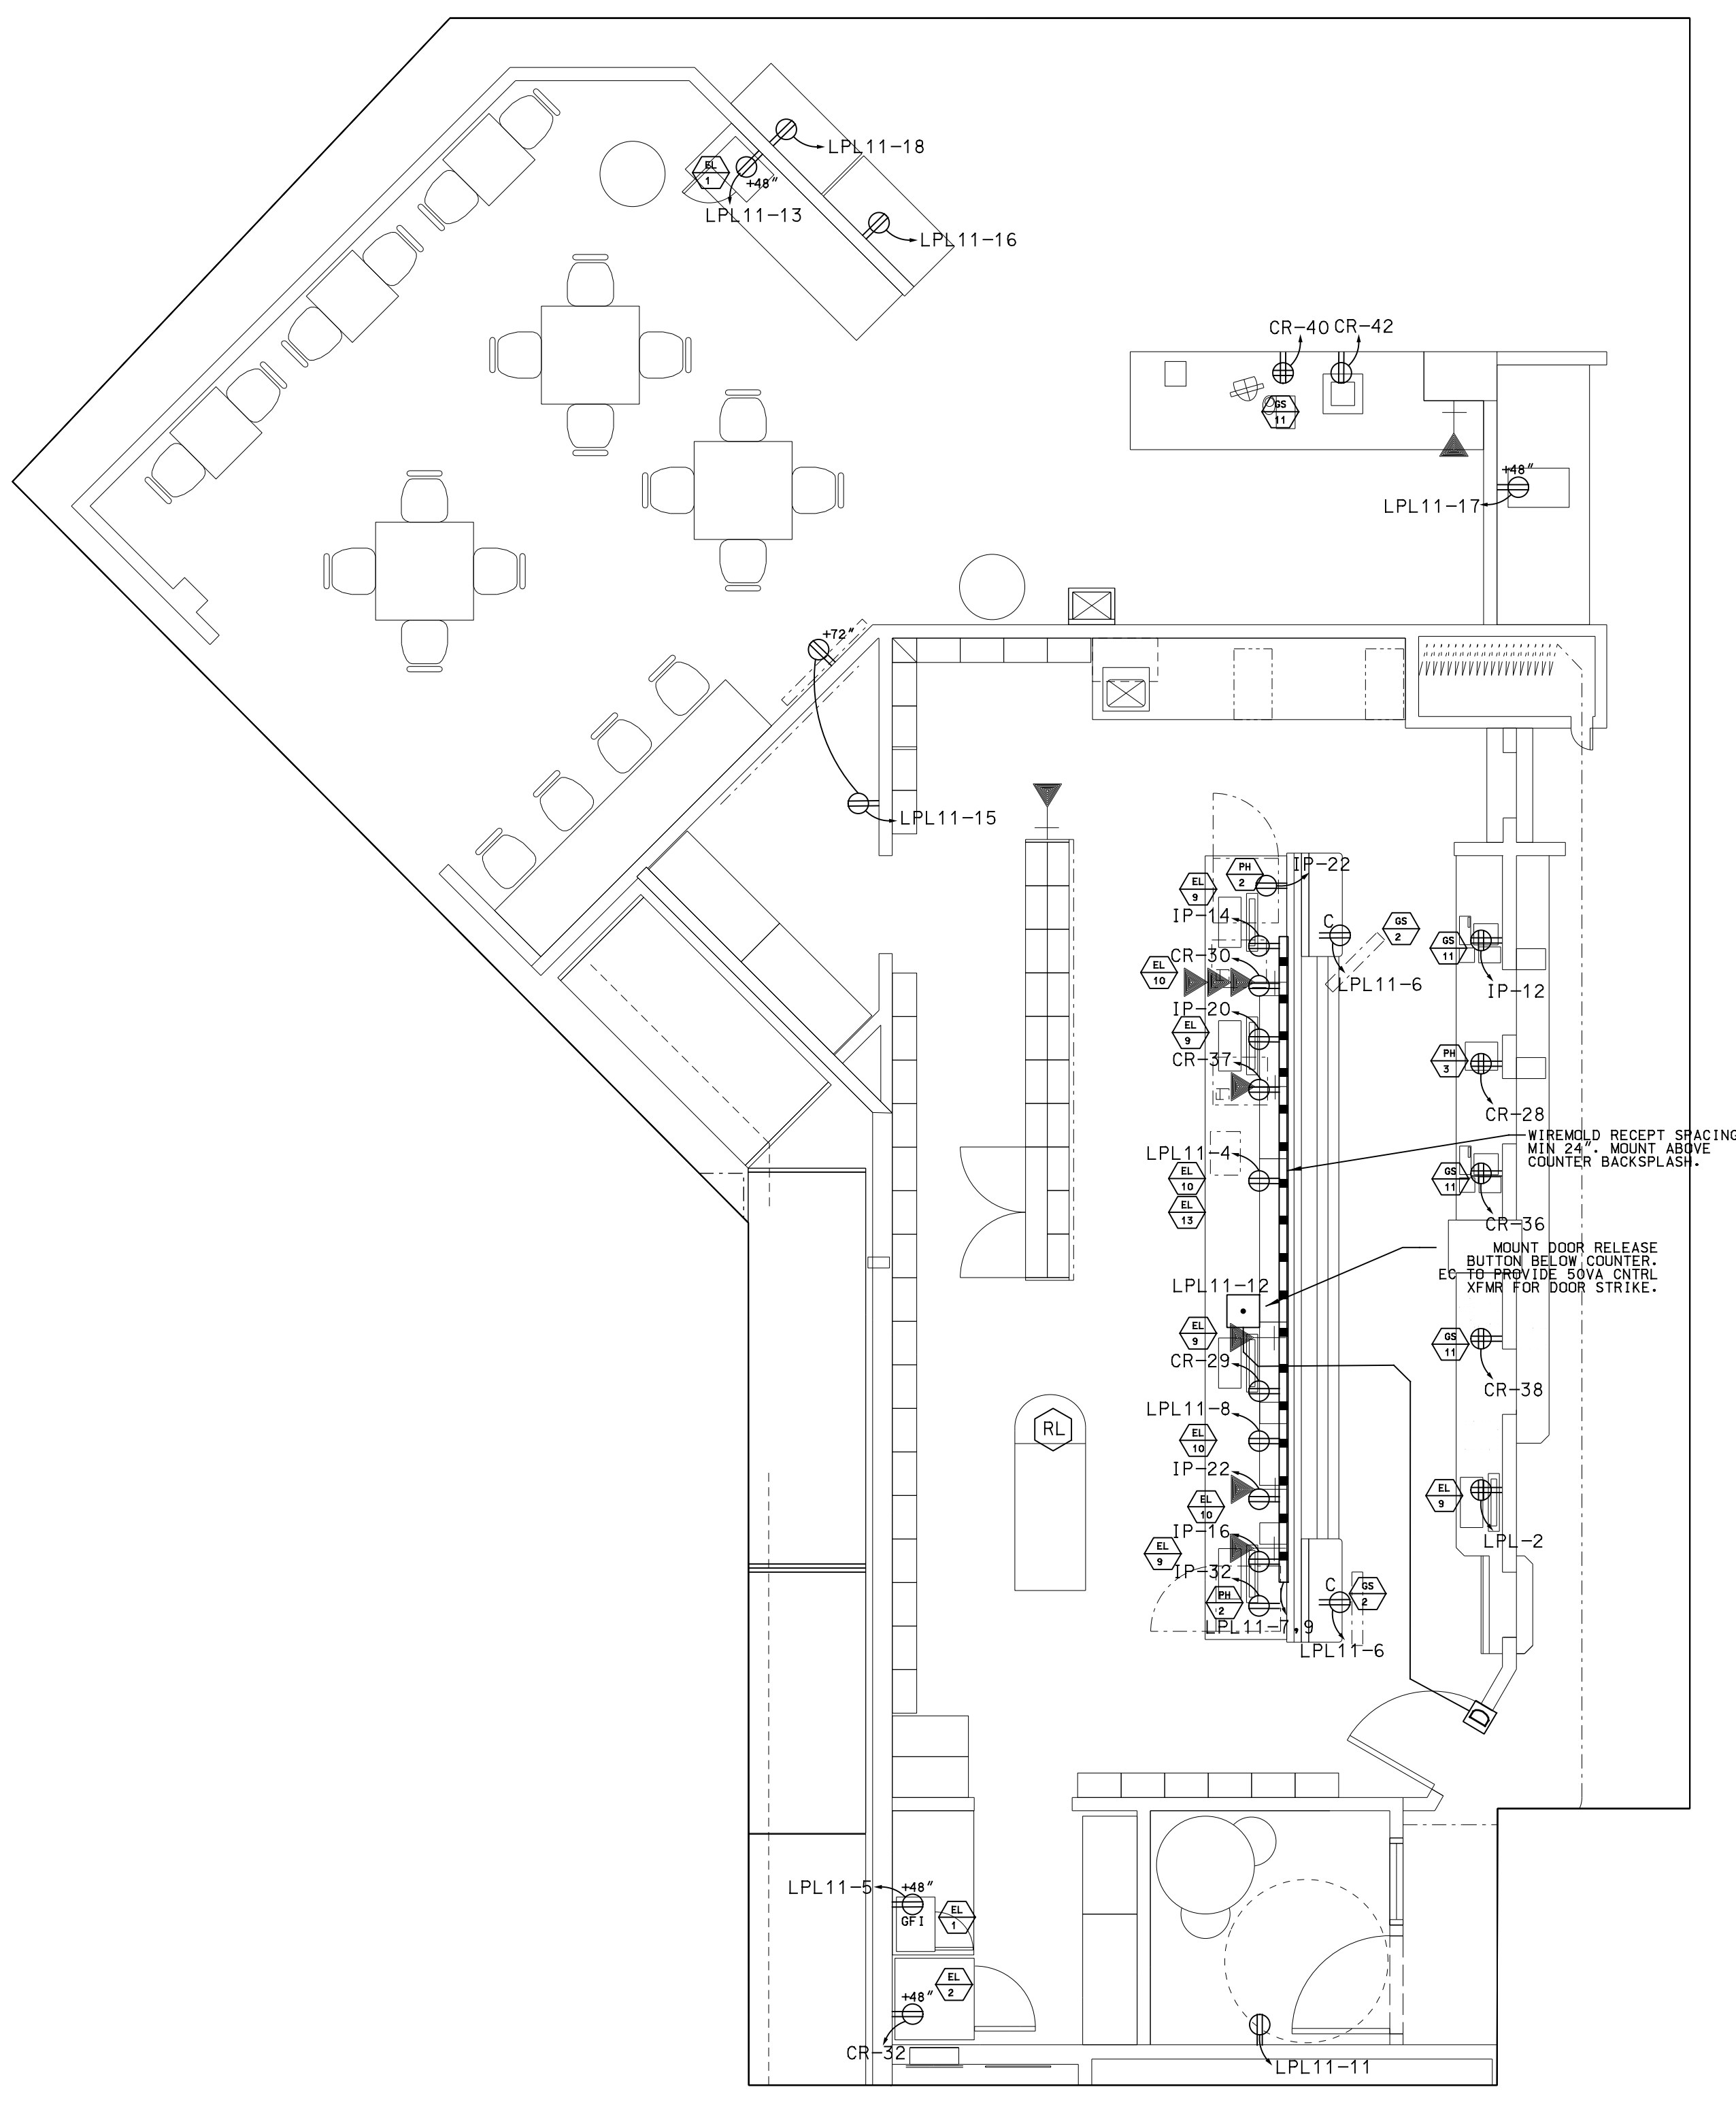 LPL11-18
EL
1
+48"
LPL11-13
LPL11-16
CR-40 CR-42
GS
11
+48"
LPL11-17
+72"
LPL11-15
PH
2
IP-22
EL
9
IP-14
C
GS
2
GS
11
CR-30
EL
10
LPL11-6
IP-12
IP-20
EL
9
CR-37
PH
3
CR-28
WIREMOLD RECEPT SPACING
MIN 24". MOUNT ABOVE
COUNTER BACKSPLASH.
LPL11-4
EL
10
GS
11
EL
13
CR-36
MOUNT DOOR RELEASE
BUTTON BELOW COUNTER.
EC TO PROVIDE 50VA CNTRL
XFMR FOR DOOR STRIKE.
LPL11-12
EL
9
GS
11
CR-29
CR-38
LPL11-8
RL
EL
10
IP-22
EL
10
EL
9
IP-16
EL
9
LPL-2
IP-32
PH
2
C
GS
2
LPL11-7,9
LPL11-6
D
LPL11-5
+48"
GFI
EL
1
EL
2
+48"
CR-32
LPL11-11